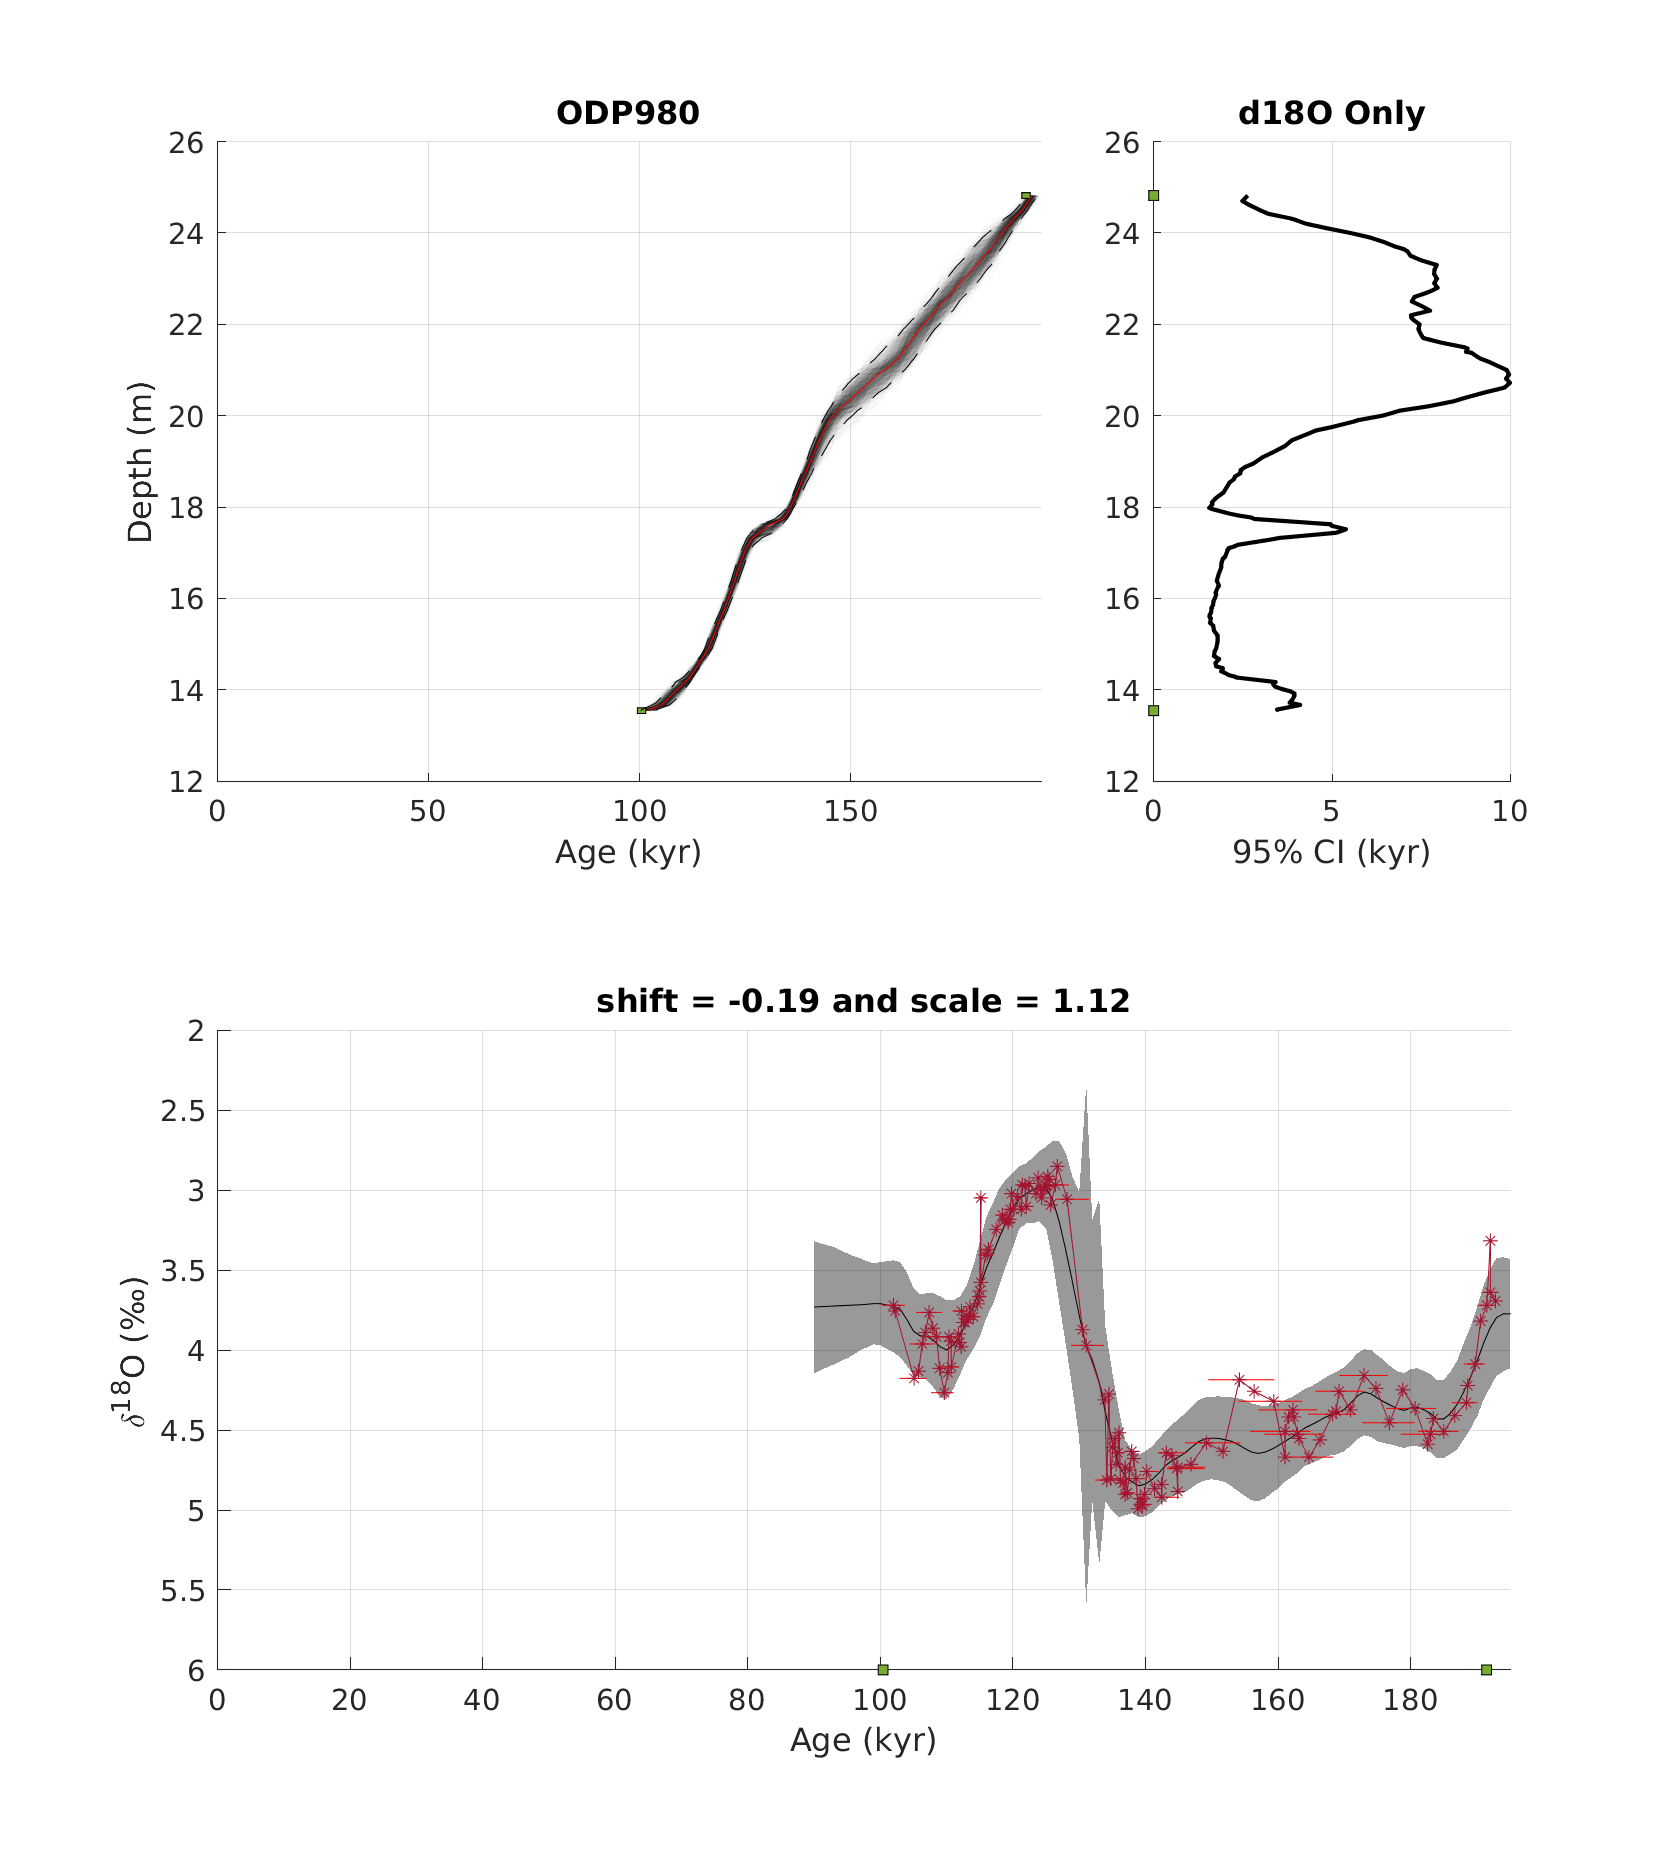 ODP980
26
24
22
20
18
16
14
12
Depth (m)
0 50 100 150
Age (kyr)
d18O Only
26
24
22
20
18
16
14
12
0 5 10
95% CI (kyr)
shift = -0.19 and scale = 1.12
2
2.5
3
3.5
4
4.5
5
5.5
6
δ18O (‰)
0 20 40 60 80 100 120 140 160 180
Age (kyr)